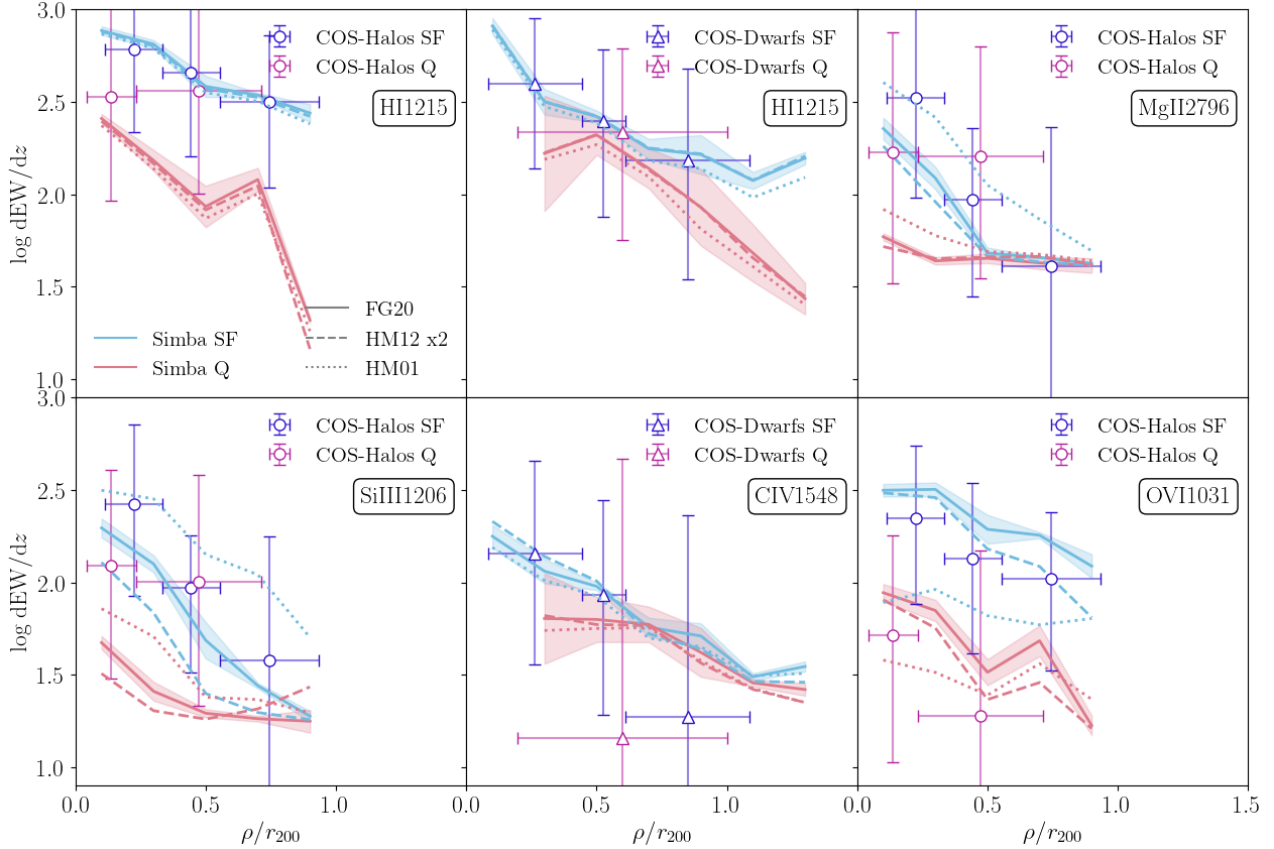 3.0
2.5
2.0
1.5
1.0
log dEW/dz
COS-Halos SF
COS-Halos Q
HI1215
FG20
HM12 x2
HM01
Simba SF
Simba Q
COS-Dwarfs SF
COS-Dwarfs Q
HI1215
COS-Halos SF
COS-Halos Q
MgII2796
3.0
2.5
2.0
1.5
1.0
log dEW/dz
COS-Halos SF
COS-Halos Q
SiIII1206
COS-Dwarfs SF
COS-Dwarfs Q
CIV1548
COS-Halos SF
COS-Halos Q
OVI1031
0.0 0.5 1.0 0.0 0.5 1.0 0.0 0.5 1.0 1.5
ρ/r200 ρ/r200 ρ/r200